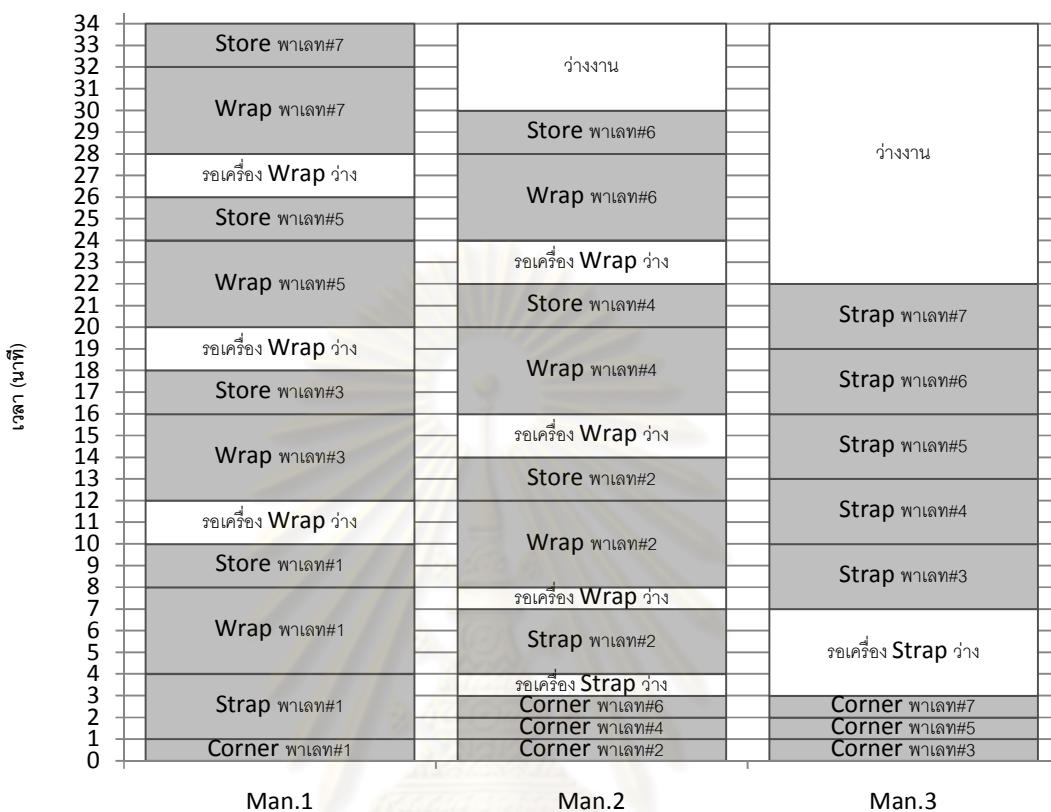 เวลา (นาที)
34
33
32
31
30
29
28
27
26
25
24
23
22
21
20
19
18
17
16
15
14
13
12
11
10
9
8
7
6
5
4
3
2
1
0
Store พาเลท#7
Wrap พาเลท#7
รอเครื่อง Wrap ว่าง
Store พาเลท#5
Wrap พาเลท#5
รอเครื่อง Wrap ว่าง
Store พาเลท#3
Wrap พาเลท#3
รอเครื่อง Wrap ว่าง
Store พาเลท#1
Wrap พาเลท#1
Strap พาเลท#1
Corner พาเลท#1
Man.1
ว่างงาน
Store พาเลท#6
Wrap พาเลท#6
รอเครื่อง Wrap ว่าง
Store พาเลท#4
Wrap พาเลท#4
รอเครื่อง Wrap ว่าง
Store พาเลท#2
Wrap พาเลท#2
รอเครื่อง Wrap ว่าง
Strap พาเลท#2
รอเครื่อง Strap ว่าง
Corner พาเลท#6
Corner พาเลท#4
Corner พาเลท#2
Man.2
ว่างงาน
Strap พาเลท#7
Strap พาเลท#6
Strap พาเลท#5
Strap พาเลท#4
Strap พาเลท#3
รอเครื่อง Strap ว่าง
Corner พาเลท#7
Corner พาเลท#5
Corner พาเลท#3
Man.3